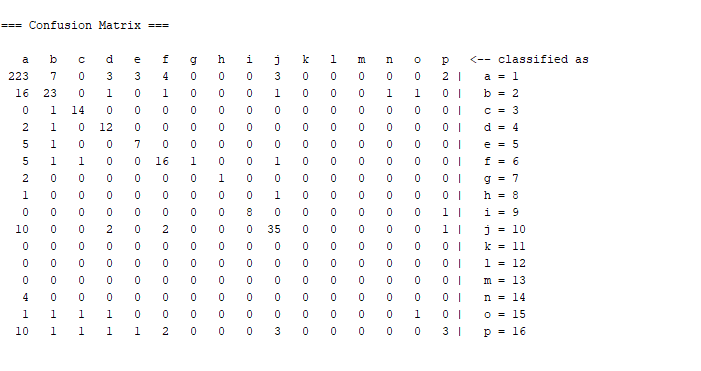 === Confusion Matrix ===
a b c d e f g h i j k l m n o p <-- classified as
223 7 0 3 3 4 0 0 0 3 0 0 0 0 0 2 | a = 1
16 23 0 1 0 1 0 0 0 1 0 0 0 1 1 0 | b = 2
0 1 14 0 0 0 0 0 0 0 0 0 0 0 0 0 | c = 3
2 1 0 12 0 0 0 0 0 0 0 0 0 0 0 0 | d = 4
5 1 0 0 7 0 0 0 0 0 0 0 0 0 0 0 | e = 5
5 1 1 0 0 16 1 0 0 1 0 0 0 0 0 0 | f = 6
2 0 0 0 0 0 0 1 0 0 0 0 0 0 0 0 | g = 7
1 0 0 0 0 0 0 0 0 1 0 0 0 0 0 0 | h = 8
0 0 0 0 0 0 0 0 8 0 0 0 0 0 0 1 | i = 9
10 0 0 2 0 2 0 0 0 35 0 0 0 0 0 1 | j = 10
0 0 0 0 0 0 0 0 0 0 0 0 0 0 0 0 | k = 11
0 0 0 0 0 0 0 0 0 0 0 0 0 0 0 0 | l = 12
0 0 0 0 0 0 0 0 0 0 0 0 0 0 0 0 | m = 13
4 0 0 0 0 0 0 0 0 0 0 0 0 0 0 0 | n = 14
1 1 1 1 0 0 0 0 0 0 0 0 0 0 1 0 | o = 15
10 1 1 1 1 2 0 0 0 3 0 0 0 0 0 3 | p = 16